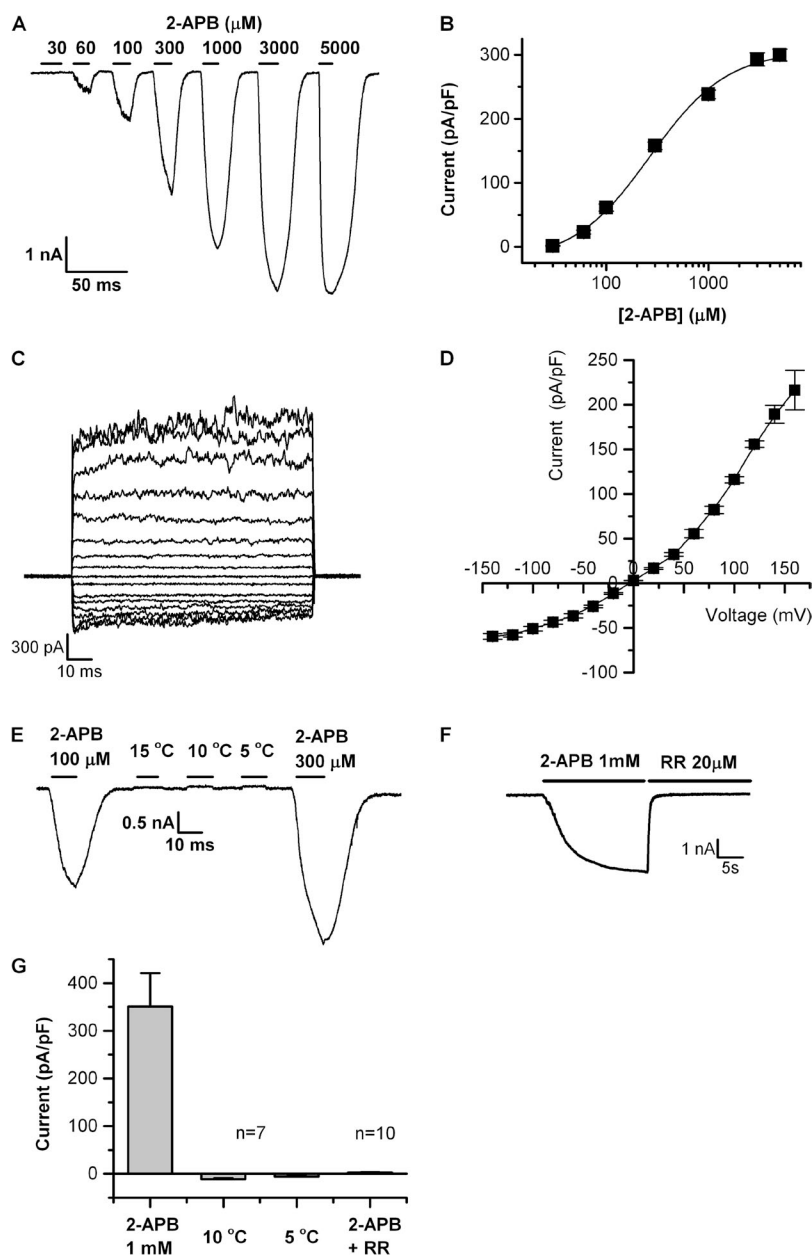 A
2-APB (μM)
30 60 100 300 1000 3000 5000
1 nA
50 ms
B
Current (pA/pF)
300
200
100
0
100 1000
[2-APB] (μM)
C
300 pA
10 ms
D
Current (pA/pF)
250
200
150
100
50
-150 -100 -50 0 50 100 150
Voltage (mV)
-50
-100
E
2-APB
100 μM
15 °C 10 °C 5 °C
2-APB
300 μM
0.5 nA
10 ms
F
2-APB 1mM RR 20μM
1 nA
5s
G
Current (pA/pF)
400
300
200
100
0
n=7 n=10
2-APB
1 mM
10 °C
5 °C
2-APB
+ RR